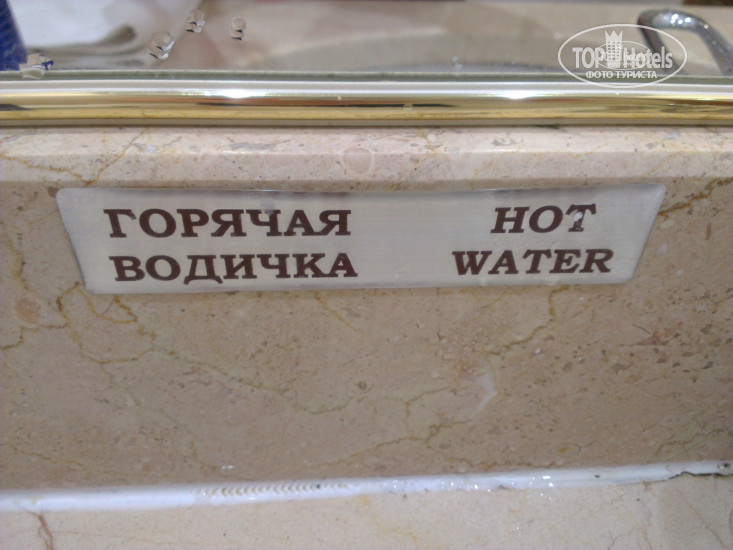 TOP Hotels
ФОТО ТУРИСТА
ГОРЯЧАЯ
ВОДИЧКА
HOT
WATER